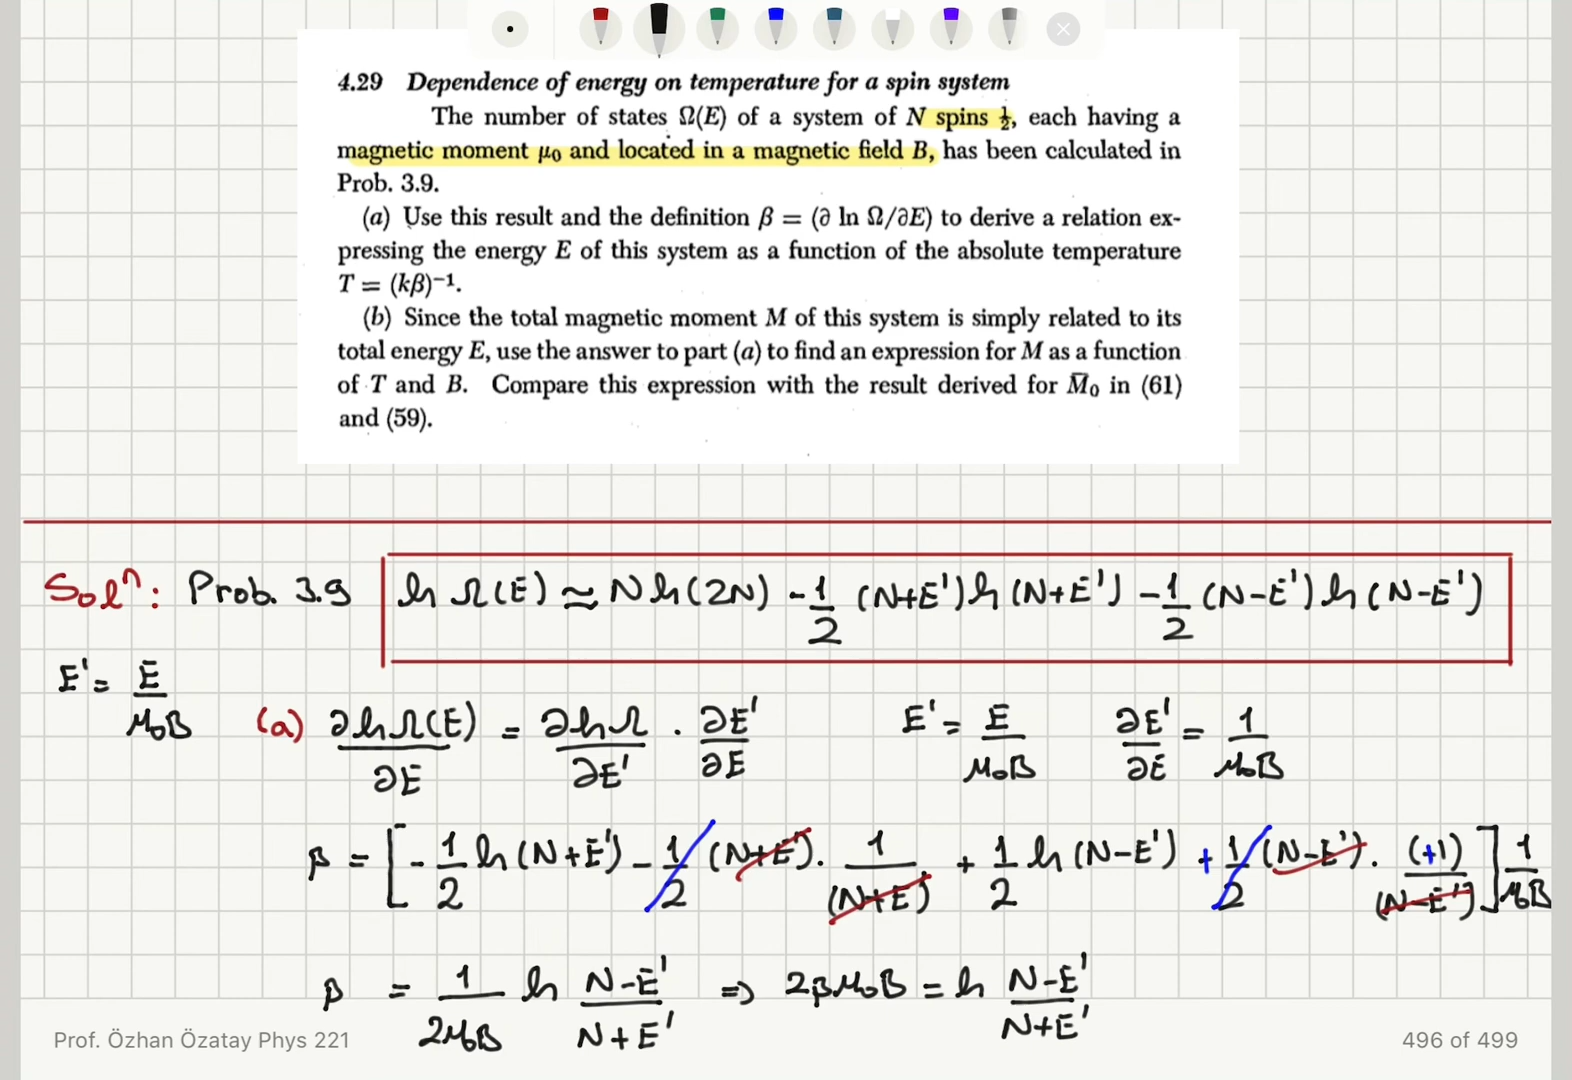 4.29 Dependence of energy on temperature for a spin system
The number of states Ω(E) of a system of N spins ½, each having a
magnetic moment μ₀ and located in a magnetic field B, has been calculated in
Prob. 3.9.
(a) Use this result and the definition β = (∂ ln Ω/∂E) to derive a relation ex-
pressing the energy E of this system as a function of the absolute temperature
T = (kβ)⁻¹.
(b) Since the total magnetic moment M of this system is simply related to its
total energy E, use the answer to part (a) to find an expression for M as a function
of T and B. Compare this expression with the result derived for M̄₀ in (61)
and (59).
Solⁿ: Prob. 3.9 ln Ω(E) ≈ N ln(2N) - 1/2 (N+E') ln (N+E') - 1/2 (N-E') ln (N-E')
E' = E/μ₀B
(a) ∂lnΩ(E)/∂E = ∂lnΩ/∂E' . ∂E'/∂E E' = E/μ₀B ∂E'/∂E = 1/μ₀B
β = [ - 1/2 ln (N+E') - 1/2 (N+E') . 1/(N+E') + 1/2 ln (N-E') + 1/2 (N-E') . (+1)/(N-E') ] 1/μ₀B
β = 1/2μ₀B ln N-E'/N+E' ⇒ 2βμ₀B = ln N-E'/N+E'
Prof. Özhan Özatay Phys 221 496 of 499